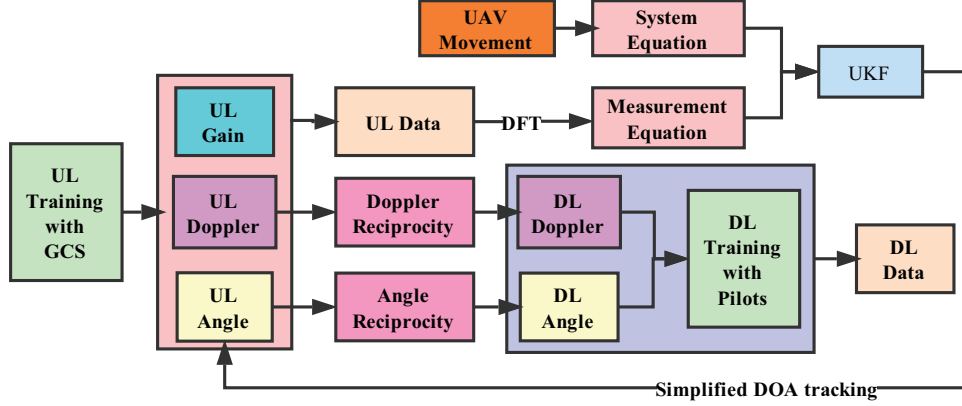 UAV
Movement
System
Equation
UKF
UL
Gain
UL Data
DFT
Measurement
Equation
UL
Training
with
GCS
UL
Doppler
Doppler
Reciprocity
DL
Doppler
DL
Training
with
Pilots
DL
Data
UL
Angle
Angle
Reciprocity
DL
Angle
Simplified DOA tracking